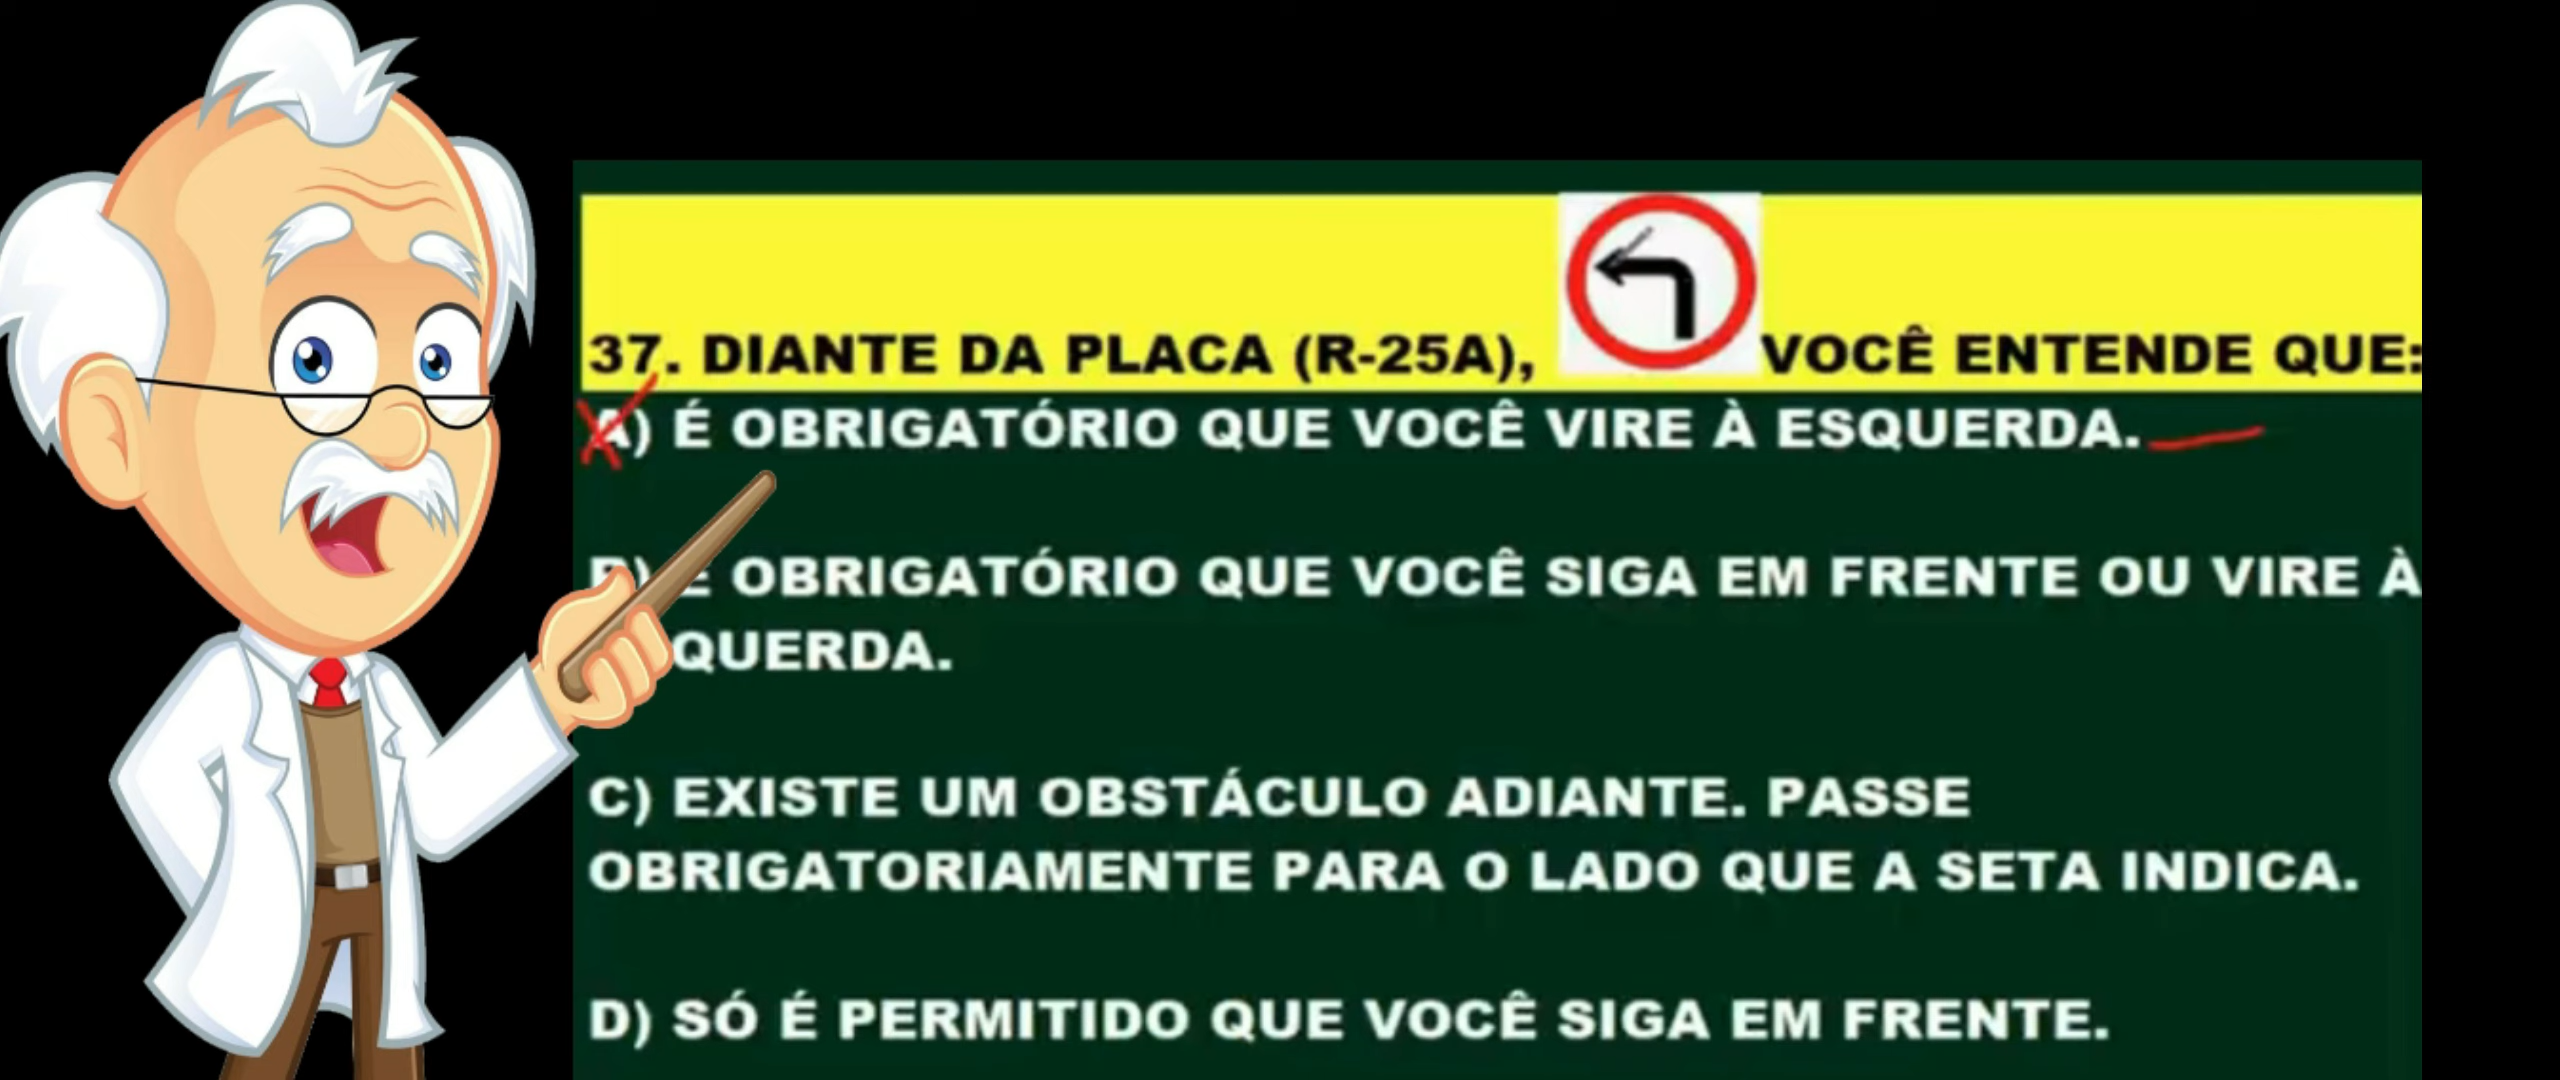 37. DIANTE DA PLACA (R-25A), VOCÊ ENTENDE QUE:
A) É OBRIGATÓRIO QUE VOCÊ VIRE À ESQUERDA.
B) É OBRIGATÓRIO QUE VOCÊ SIGA EM FRENTE OU VIRE À
QUERDA.
C) EXISTE UM OBSTÁCULO ADIANTE. PASSE
OBRIGATORIAMENTE PARA O LADO QUE A SETA INDICA.
D) SÓ É PERMITIDO QUE VOCÊ SIGA EM FRENTE.